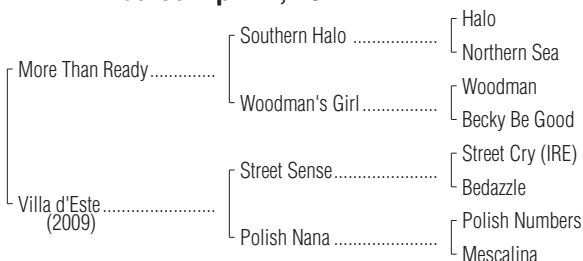 Southern Halo
Halo
Northern Sea
More Than Ready
Woodman's Girl
Woodman
Becky Be Good
Street Sense
Street Cry (IRE)
Bedazzle
Villa d'Este
(2009)
Polish Nana
Polish Numbers
Mescalina